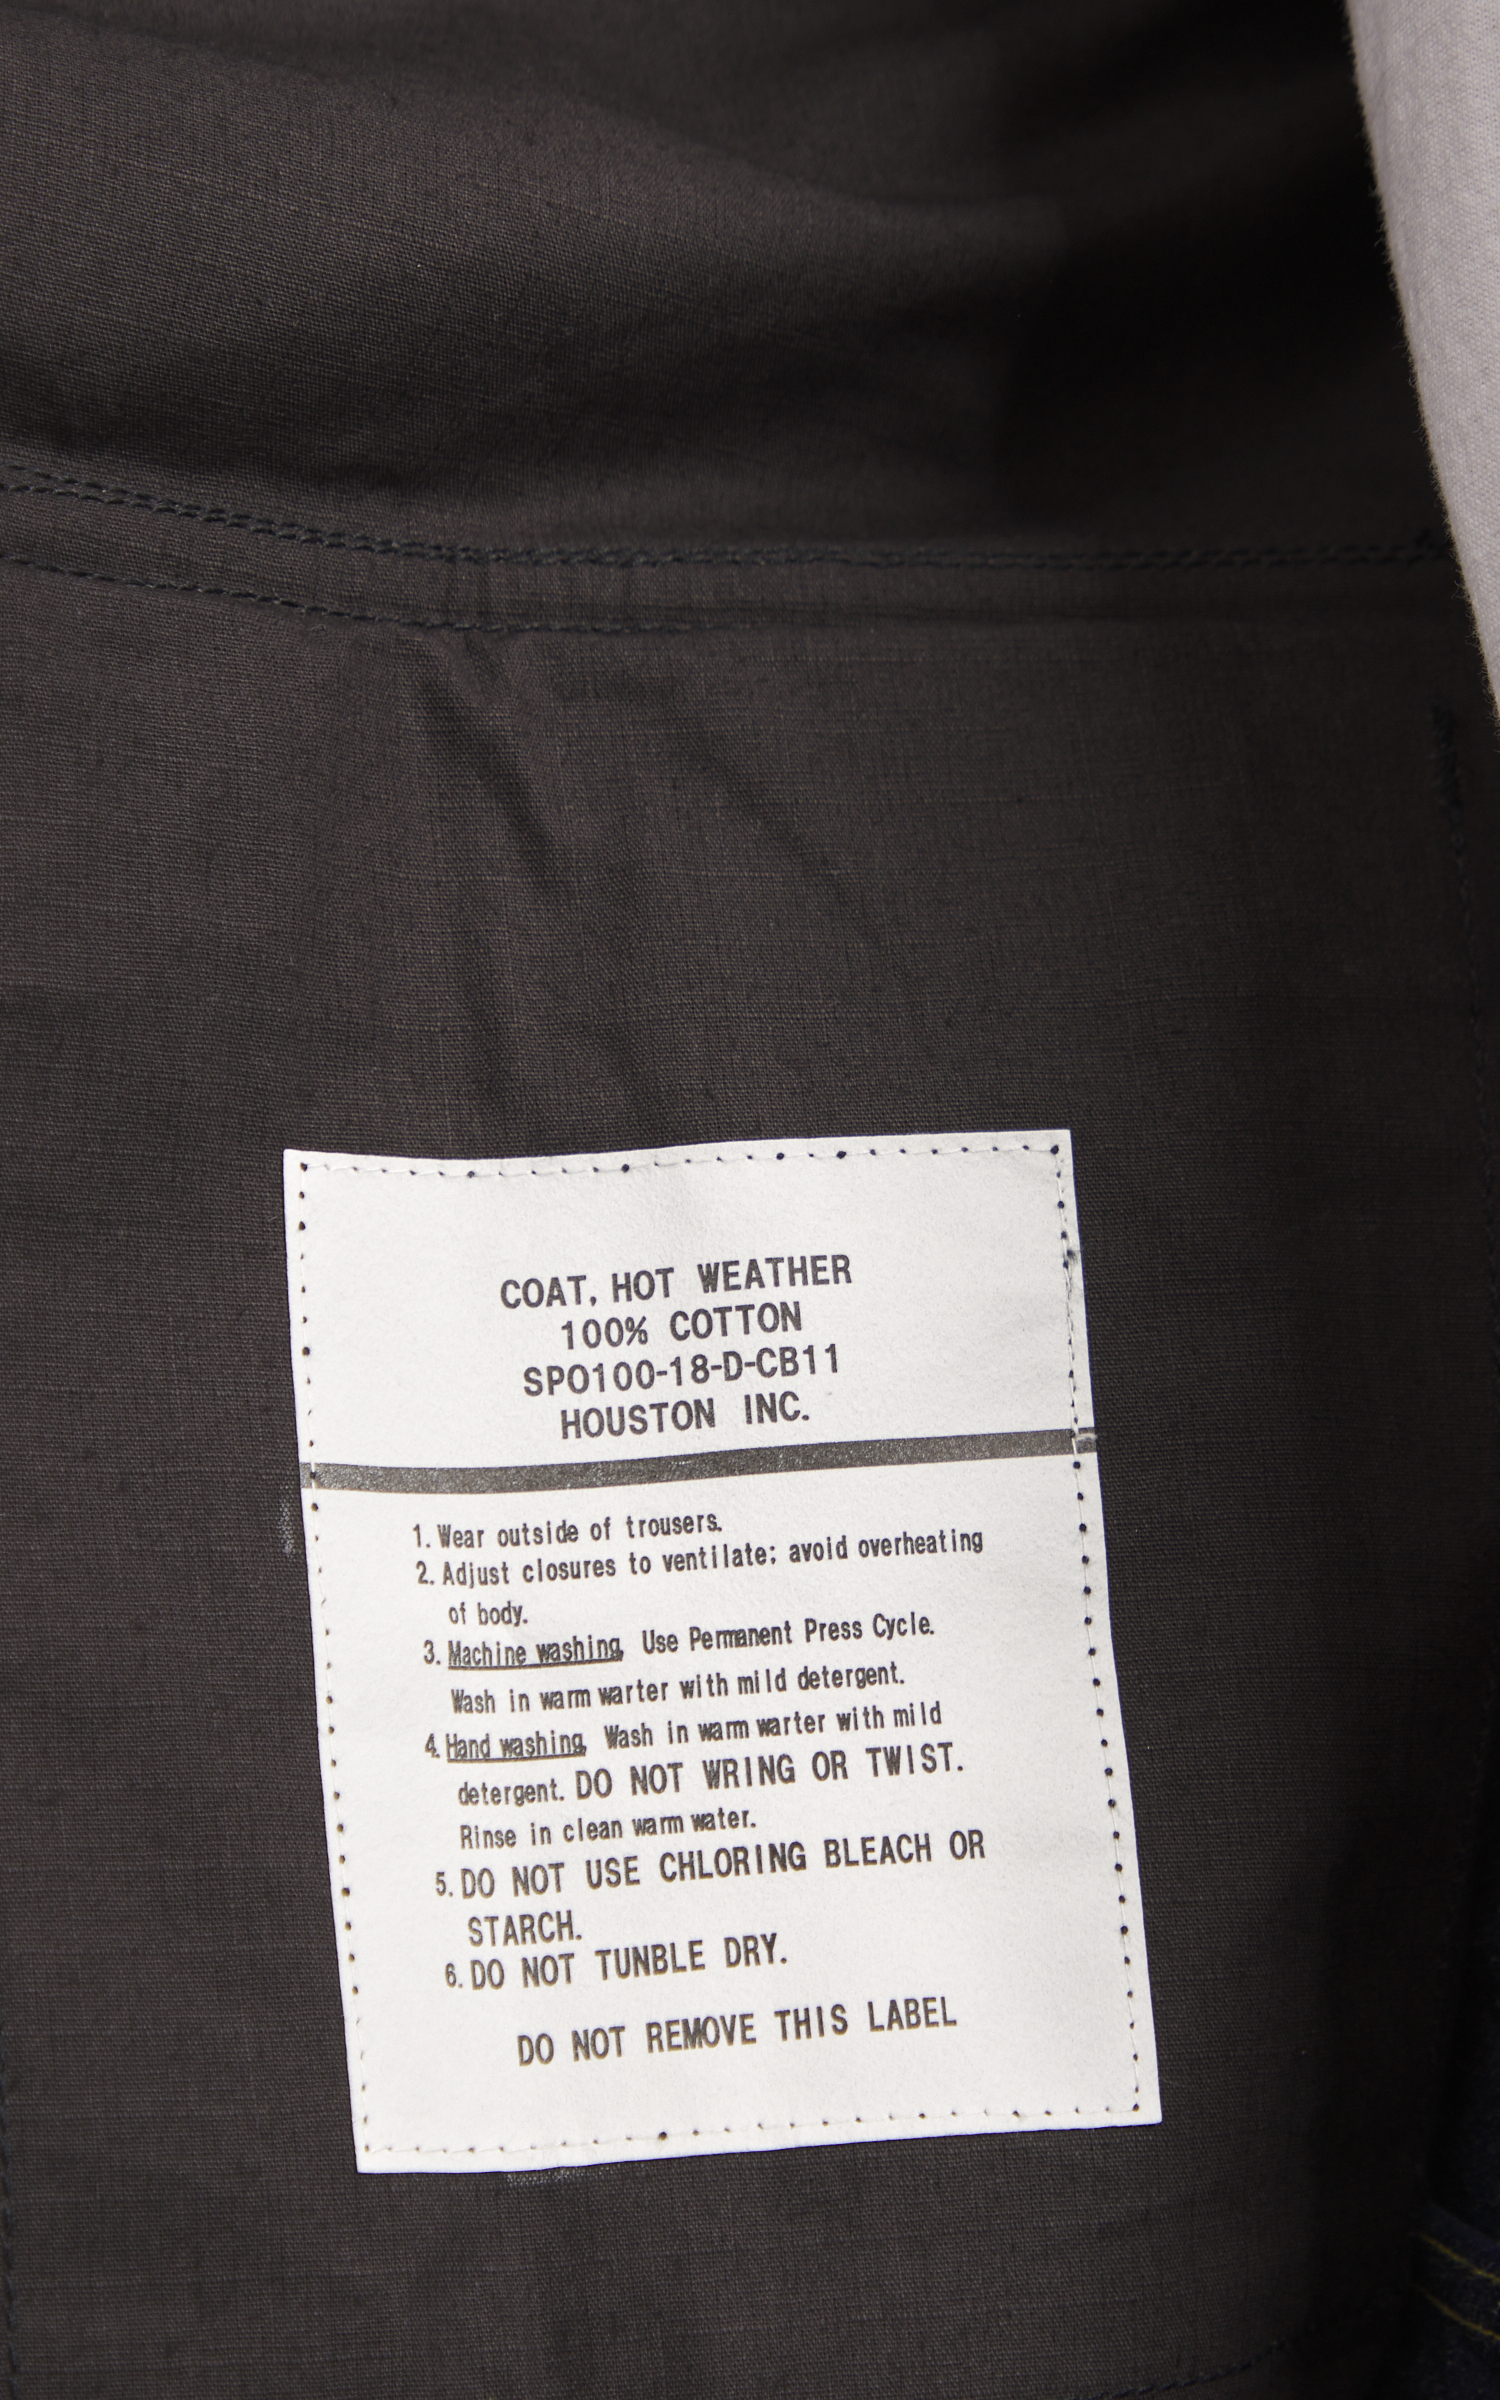 COAT, HOT WEATHER
100% COTTON
SPO100-18-D-CB11
HOUSTON INC.
1. Wear outside of trousers.
2. Adjust closures to ventilate; avoid overheating
of body.
3. Machine washing, Use Permanent Press Cycle.
Wash in warm warter with mild detergent.
4. Hand washing, Wash in warm warter with mild
detergent. DO NOT WRING OR TWIST.
Rinse in clean warm water.
5. DO NOT USE CHLORING BLEACH OR
STARCH.
6. DO NOT TUNBLE DRY.
DO NOT REMOVE THIS LABEL